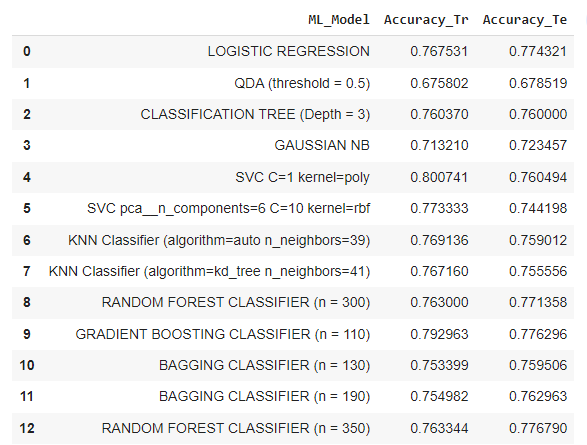 ML_Model Accuracy_Tr Accuracy_Te
0 LOGISTIC REGRESSION 0.767531 0.774321
1 QDA (threshold = 0.5) 0.675802 0.678519
2 CLASSIFICATION TREE (Depth = 3) 0.760370 0.760000
3 GAUSSIAN NB 0.713210 0.723457
4 SVC C=1 kernel=poly 0.800741 0.760494
5 SVC pca__n_components=6 C=10 kernel=rbf 0.773333 0.744198
6 KNN Classifier (algorithm=auto n_neighbors=39) 0.769136 0.759012
7 KNN Classifier (algorithm=kd_tree n_neighbors=41) 0.767160 0.755556
8 RANDOM FOREST CLASSIFIER (n = 300) 0.763000 0.771358
9 GRADIENT BOOSTING CLASSIFIER (n = 110) 0.792963 0.776296
10 BAGGING CLASSIFIER (n = 130) 0.753399 0.759506
11 BAGGING CLASSIFIER (n = 190) 0.754982 0.762963
12 RANDOM FOREST CLASSIFIER (n = 350) 0.763344 0.776790